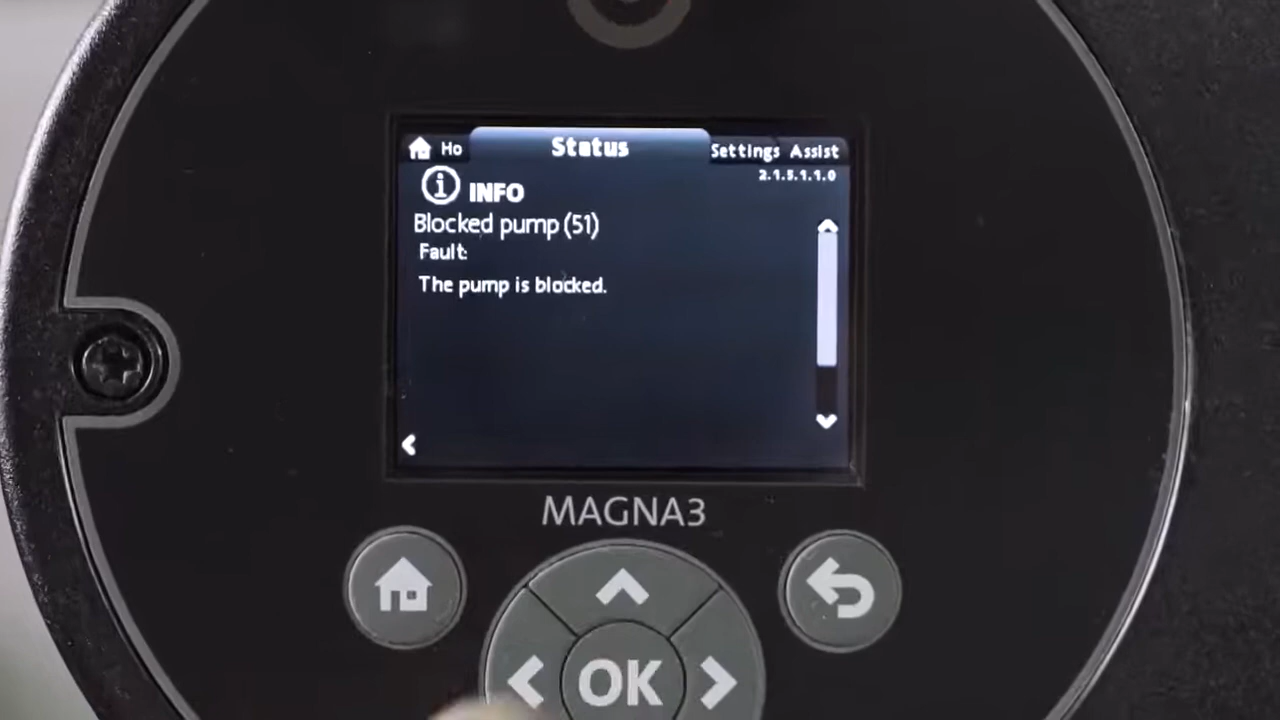 Ho Status Settings Assist
2.1.5.1.1.0
INFO
Blocked pump (51)
Fault:
The pump is blocked.
MAGNA3
OK